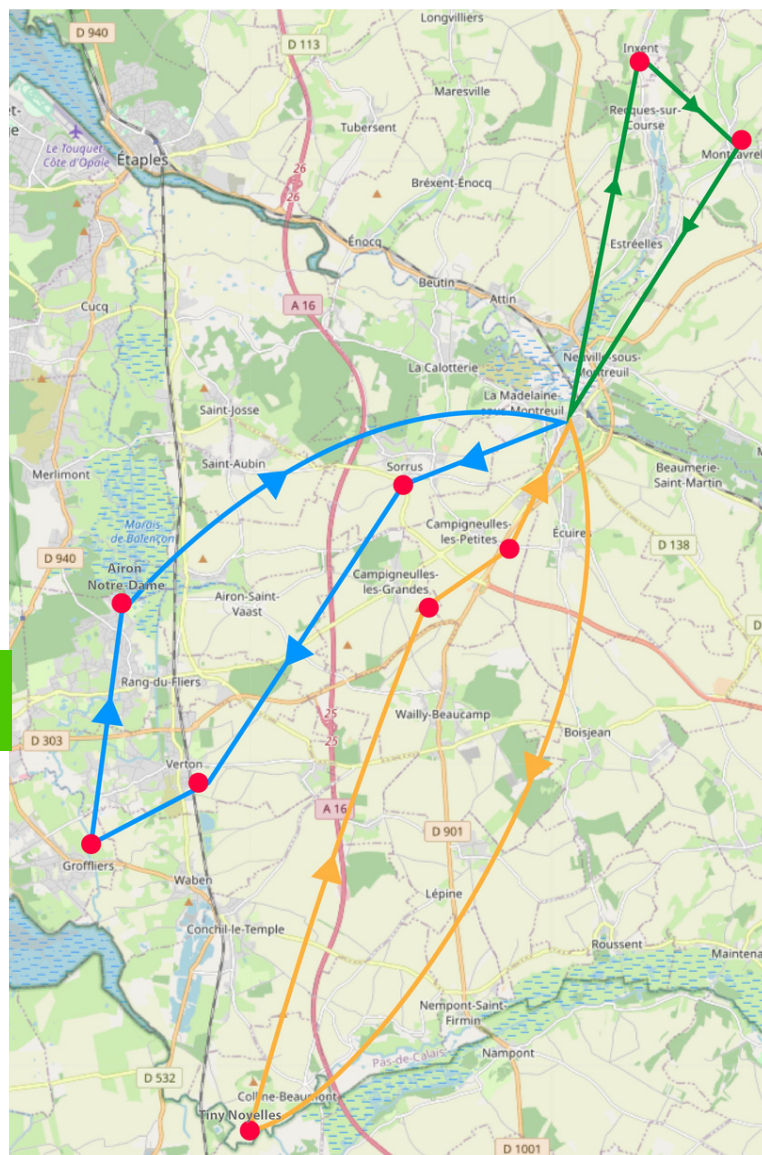 Longvilliers
D 940
D 113
Inxent
Maresville
et-
Recques-sur-
Course
Tubersent
Le Touquet
Côte d'Opale
Étaples
26
26
Bréxent-Énocq
Énocq
Estréelles
Beutin
Attin
Cucq
A 16
Neuville-sous-
Montreuil
La Calotterie
La Madelaine
-sous-Montreuil
Saint-Josse
Sorrus
Saint-Aubin
Merlimont
Beaumerie-
Saint-Martin
Marais
de Balençon
Campigneulles-
les-Petites
Écuires
D 940
D 138
Airon
Notre-Dame
Campigneulles-
les-Grandes
Airon-Saint-
Vaast
Rang-du-Fliers
25
25
Wailly-Beaucamp
Boisjean
D 303
Verton
A 16
D 901
Groffliers
Waben
Lépine
Conchil-le-Temple
Roussent
Maintena
Nempont-Saint-
Firmin
Pas-de-Calais
Nampont
D 532
Colline-Beaumont
Tiny Noyelles
D 1001